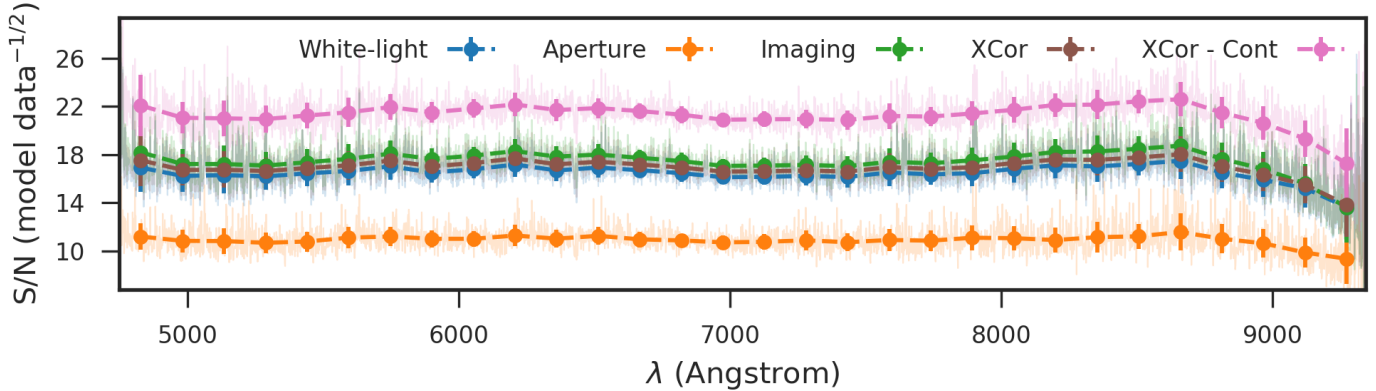 White-light Aperture Imaging XCor XCor - Cont
S/N (model data⁻¹/²)
26
22
18
14
10
5000 6000 7000 8000 9000
λ (Angstrom)